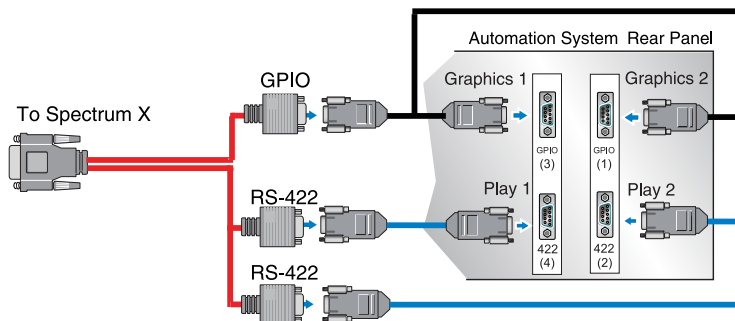 Automation System Rear Panel
GPIO
Graphics 1
Graphics 2
To Spectrum X
GPIO
(3)
GPIO
(1)
RS-422
Play 1
Play 2
422
(4)
422
(2)
RS-422